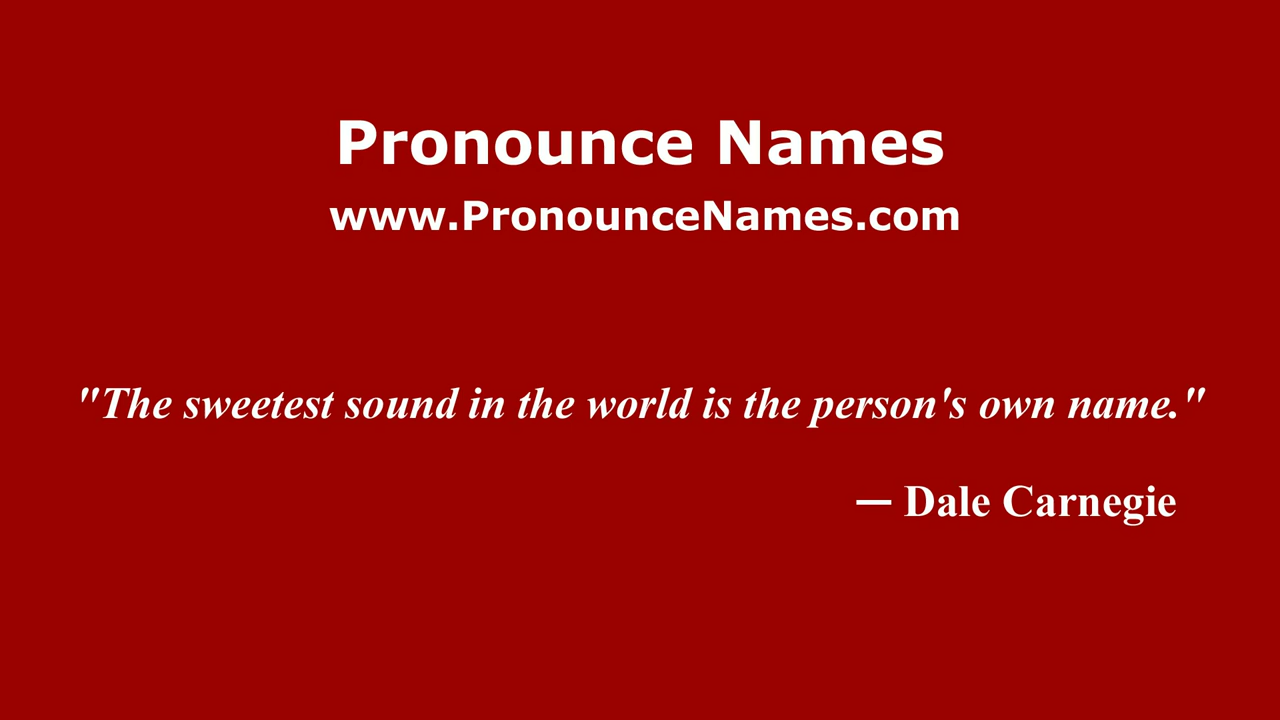 Pronounce Names
www.PronounceNames.com
"The sweetest sound in the world is the person's own name."
— Dale Carnegie